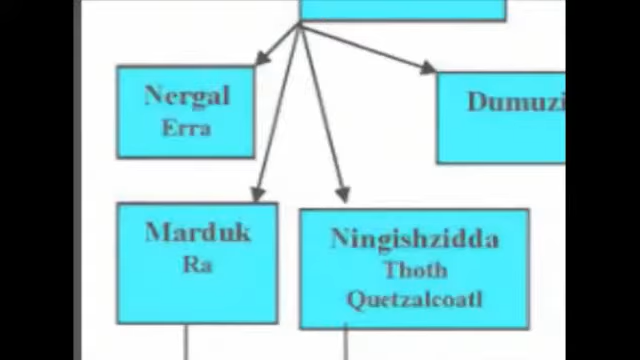 Nergal
Erra
Dumuzi
Marduk
Ra
Ningishzidda
Thoth
Quetzalcoatl